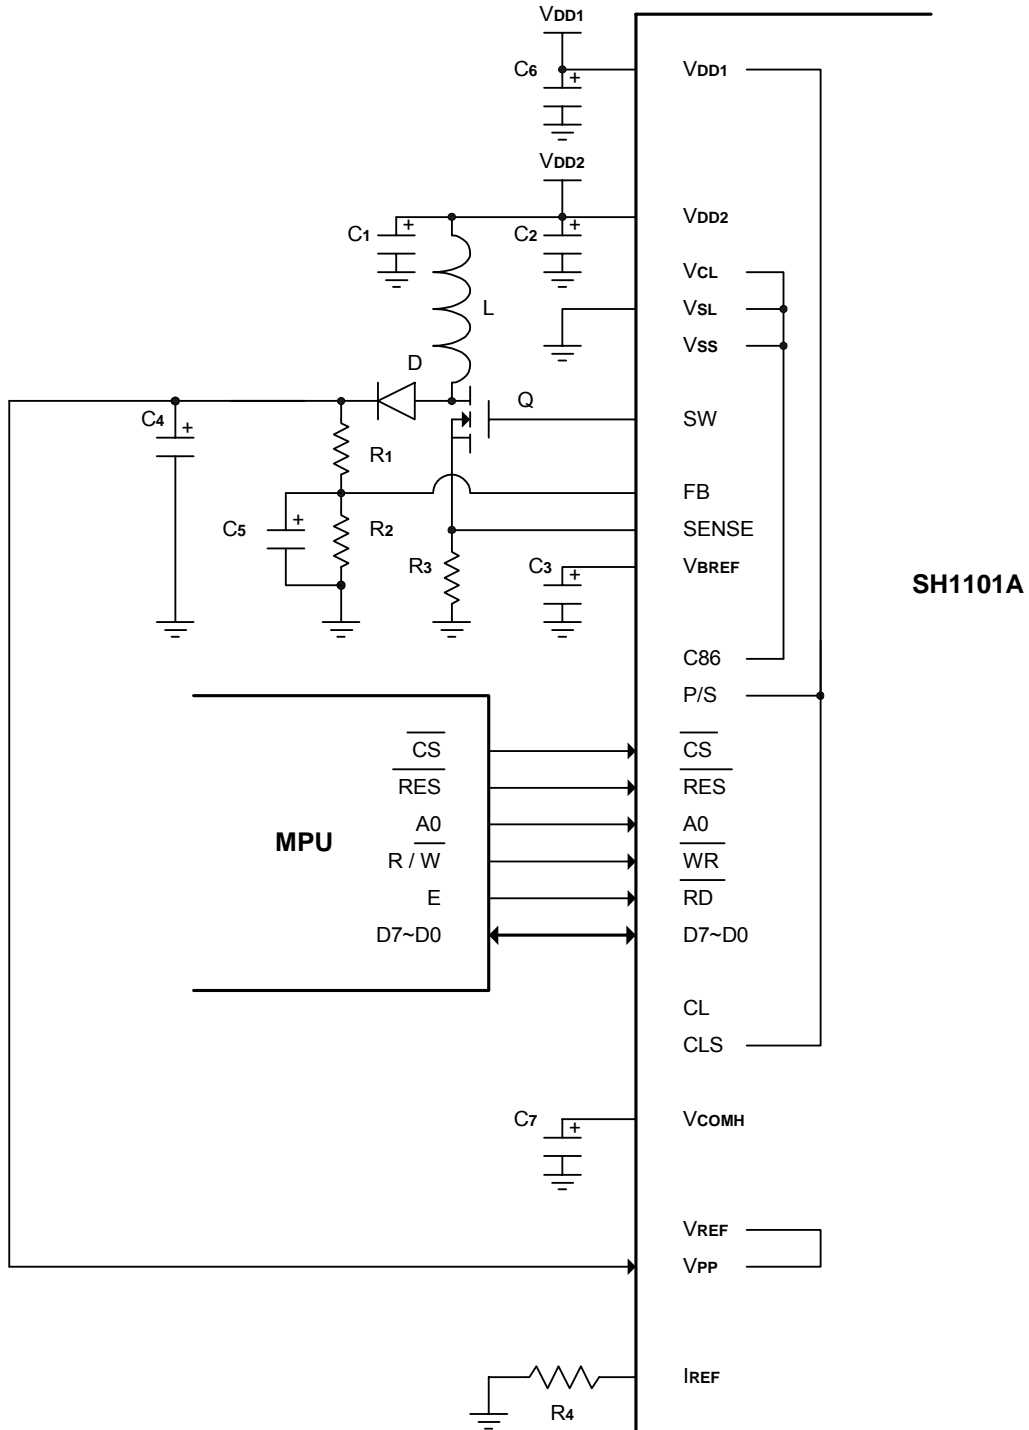 VDD1
C6
VDD1
VDD2
C1
C2
VDD2
VCL
L
VSL
VSS
D
Q
SW
C4
R1
FB
C5
R2
SENSE
R3
C3
VBREF
SH1101A
C86
P/S
CS
CS
RES
RES
MPU
A0
A0
R / W
WR
E
RD
D7~D0
D7~D0
CL
CLS
C7
VCOMH
VREF
VPP
IREF
R4